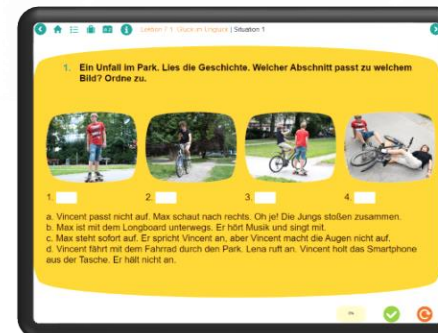 Lektion 7 1: Glück im Unglück | Situation 1
1. Ein Unfall im Park. Lies die Geschichte. Welcher Abschnitt passt zu welchem
Bild? Ordne zu.
1.
2.
3.
4.
a. Vincent passt nicht auf. Max schaut nach rechts. Oh je! Die Jungs stoßen zusammen.
b. Max ist mit dem Longboard unterwegs. Er hört Musik und singt mit.
c. Max steht sofort auf. Er spricht Vincent an, aber Vincent macht die Augen nicht auf.
d. Vincent fährt mit dem Fahrrad durch den Park. Lena ruft an. Vincent holt das Smartphone
aus der Tasche. Er hält nicht an.